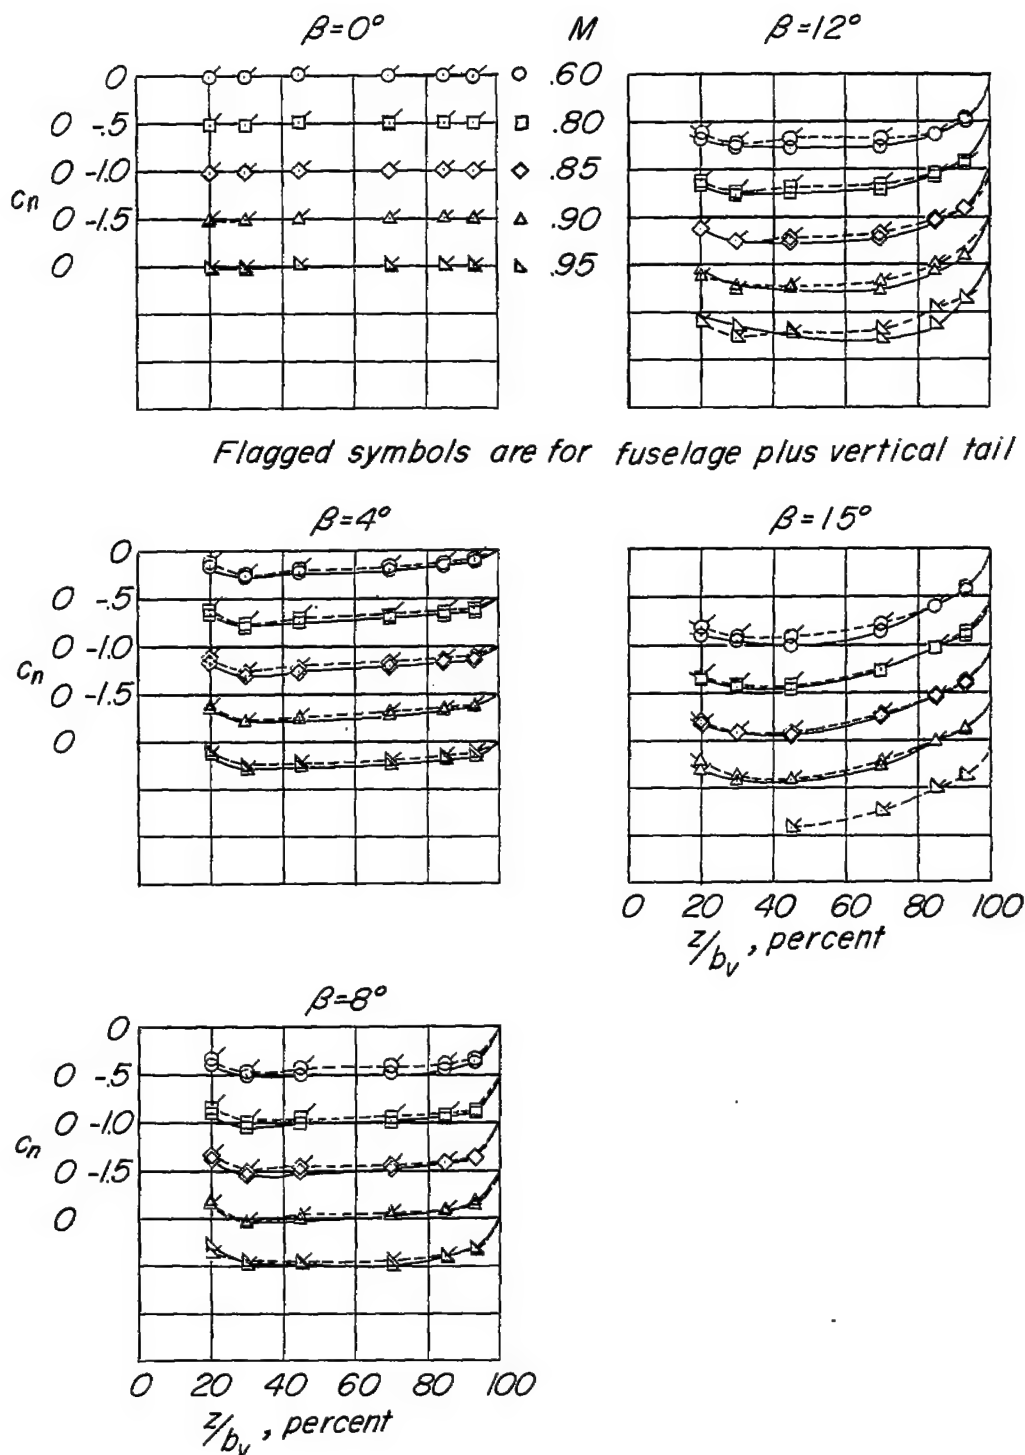 β=0° M β=12°
0 .60
0 -.5 .80
0 -1.0 .85
cn
0 -1.5 .90
0 .95
Flagged symbols are for fuselage plus vertical tail
β=4° β=15°
0
0 -.5
0 -1.0
cn
0 -1.5
0
0 20 40 60 80 100
z/bv, percent
β=8°
0
0 -.5
0 -1.0
cn
0 -1.5
0
0 20 40 60 80 100
z/bv, percent